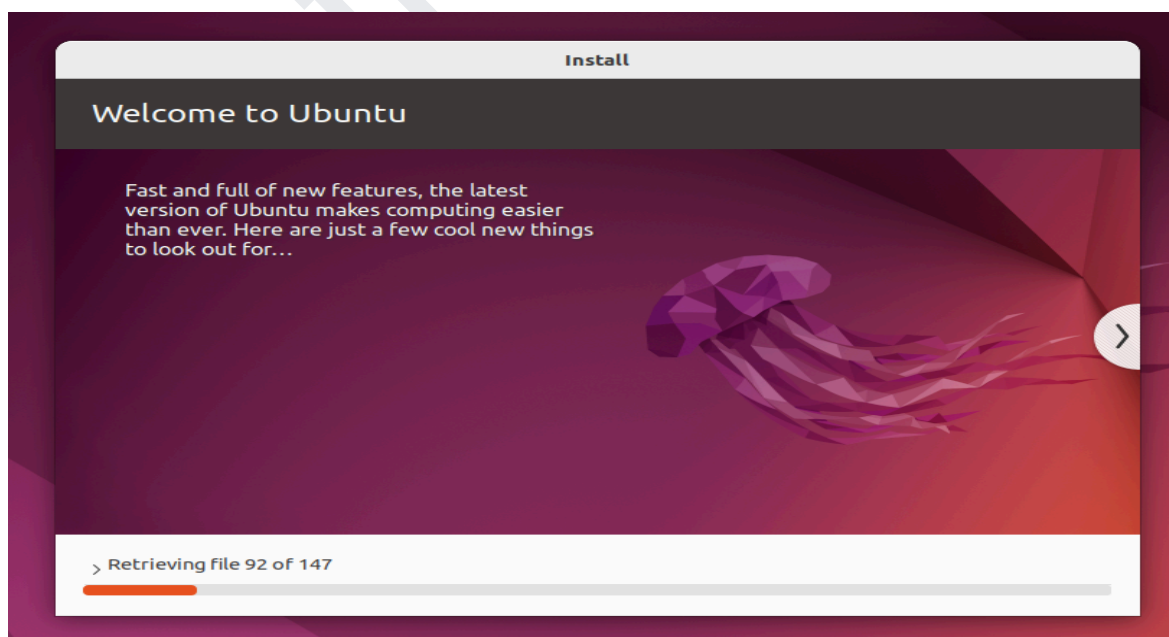 Install
Welcome to Ubuntu
Fast and full of new features, the latest
version of Ubuntu makes computing easier
than ever. Here are just a few cool new things
to look out for...
Retrieving file 92 of 147